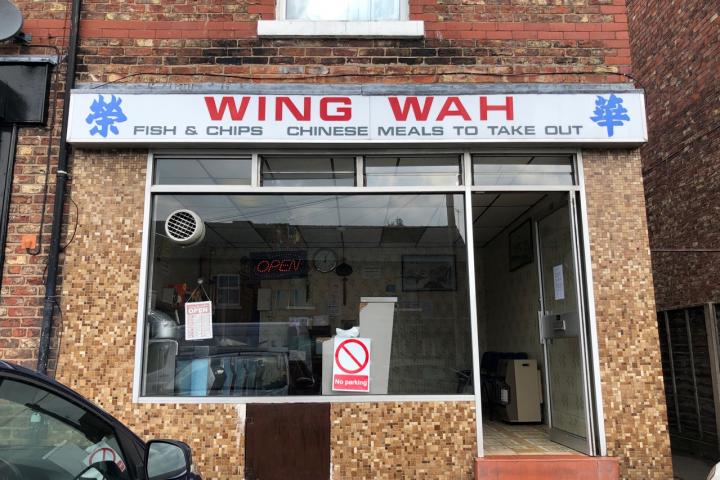 榮 WING WAH 華
FISH & CHIPS CHINESE MEALS TO TAKE OUT
OPEN
OPEN
No parking